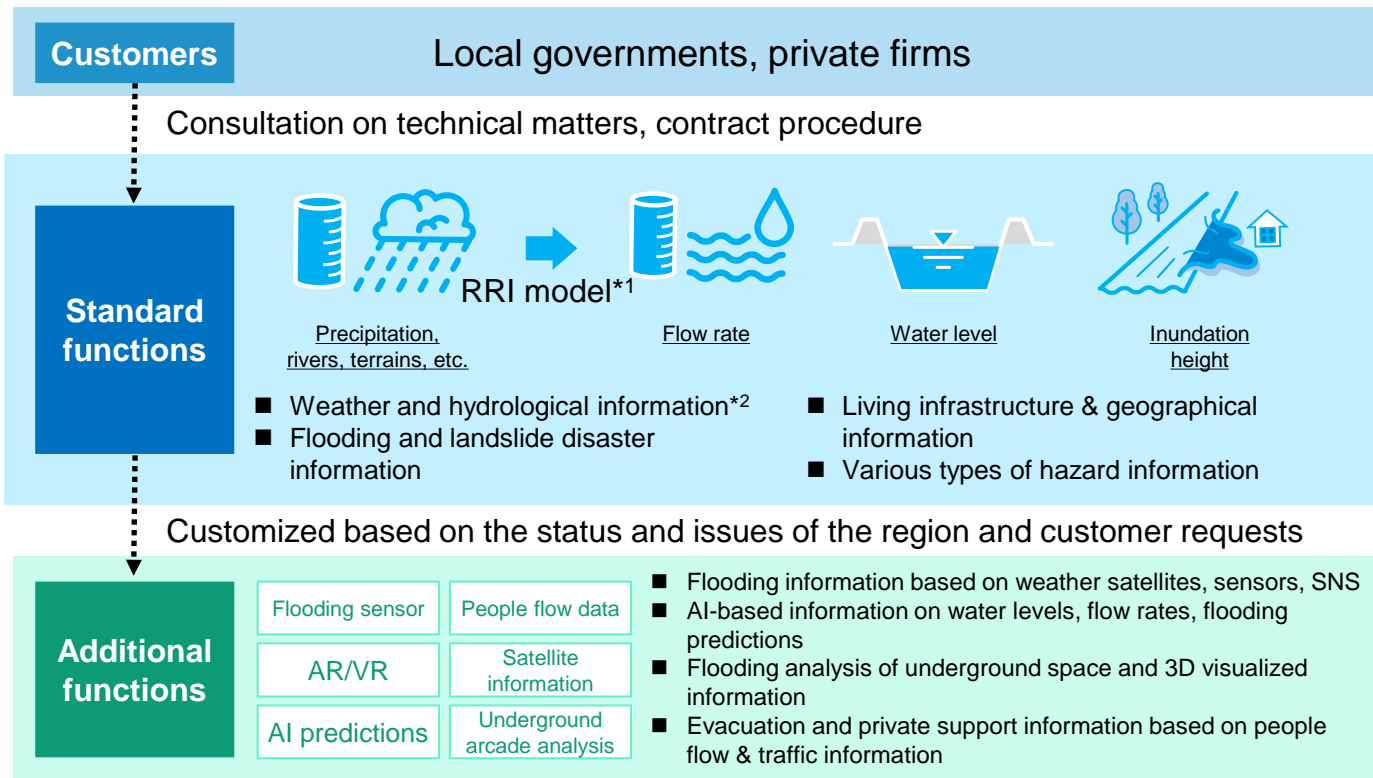 Customers
Local governments, private firms
Consultation on technical matters, contract procedure
Standard
functions
RRI model*1
Precipitation,
rivers, terrains, etc.
Flow rate
Water level
Inundation
height
■ Weather and hydrological information*2
■ Flooding and landslide disaster
information
■ Living infrastructure & geographical
information
■ Various types of hazard information
Customized based on the status and issues of the region and customer requests
Additional
functions
Flooding sensor
People flow data
AR/VR
Satellite
information
AI predictions
Underground
arcade analysis
■ Flooding information based on weather satellites, sensors, SNS
■ AI-based information on water levels, flow rates, flooding
predictions
■ Flooding analysis of underground space and 3D visualized
information
■ Evacuation and private support information based on people
flow & traffic information